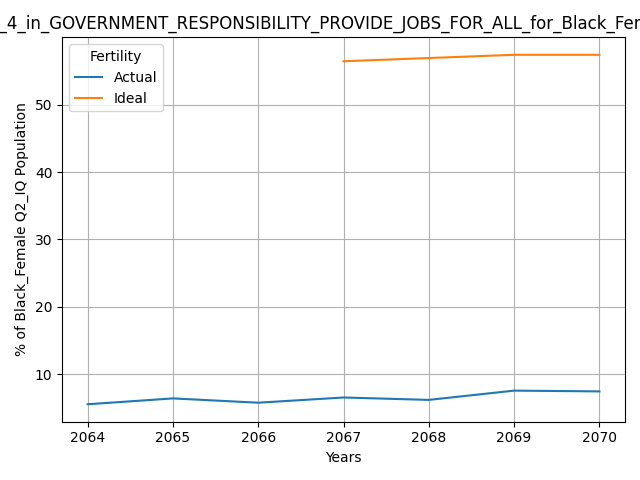 _4_in_GOVERNMENT_RESPONSIBILITY_PROVIDE_JOBS_FOR_ALL_for_Black_Fer
Fertility
Actual
Ideal
50
40
30
20
10
% of Black_Female Q2_IQ Population
2064 2065 2066 2067 2068 2069 2070
Years